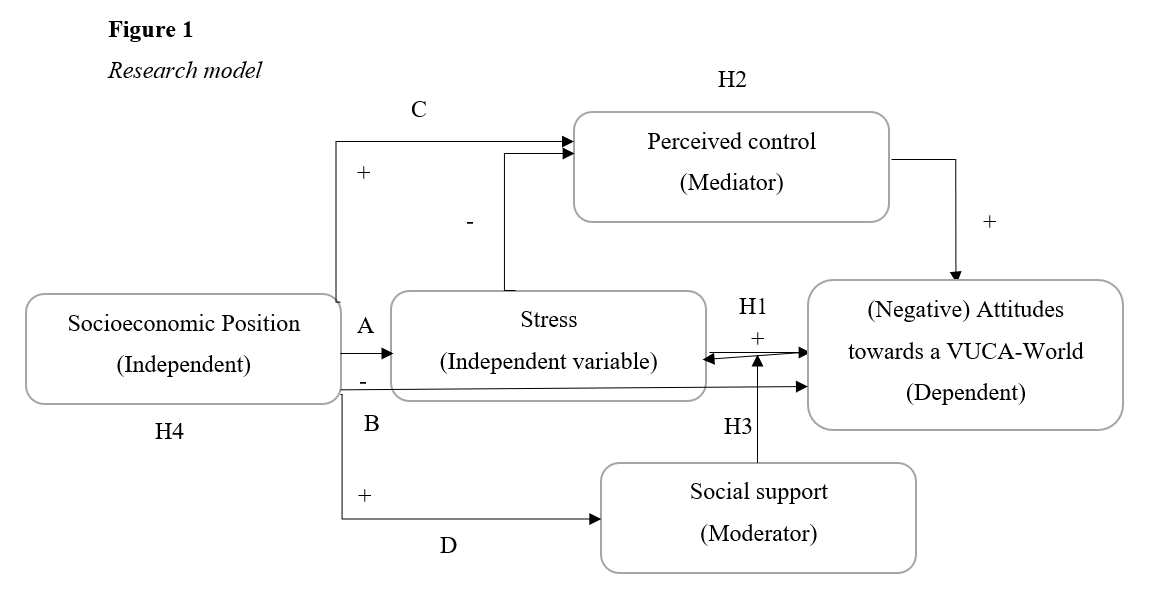 Figure 1
Research model
H2
C
Perceived control
(Mediator)
+
-
+
Socioeconomic Position
(Independent)
A
-
B
H4
Stress
(Independent variable)
H1
+
(Negative) Attitudes
towards a VUCA-World
(Dependent)
H3
+
D
Social support
(Moderator)